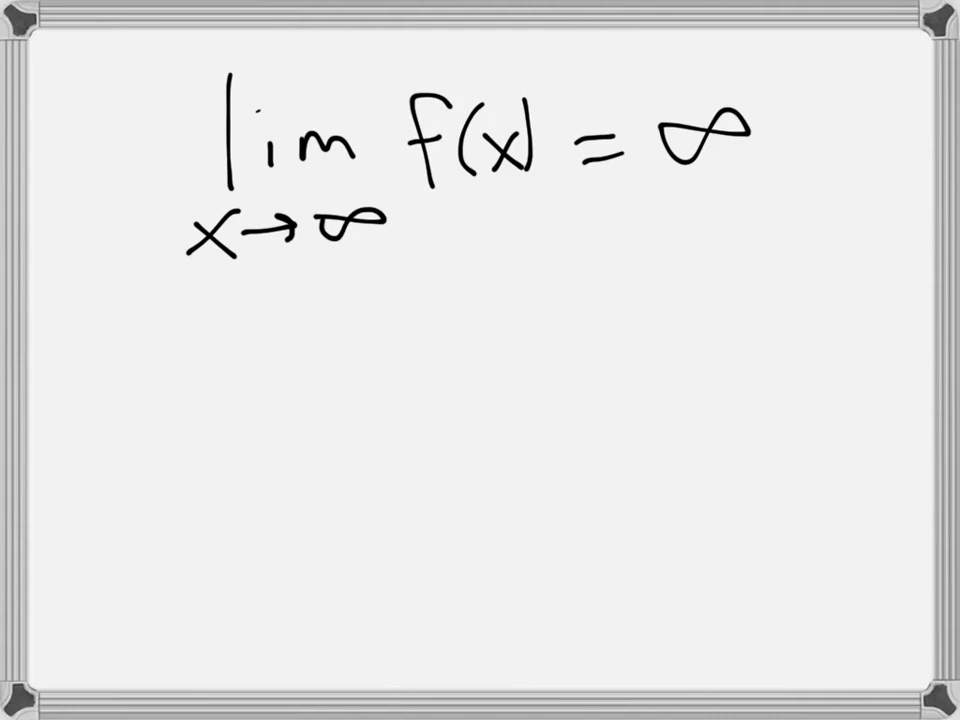 lim f(x) = ∞
x → ∞